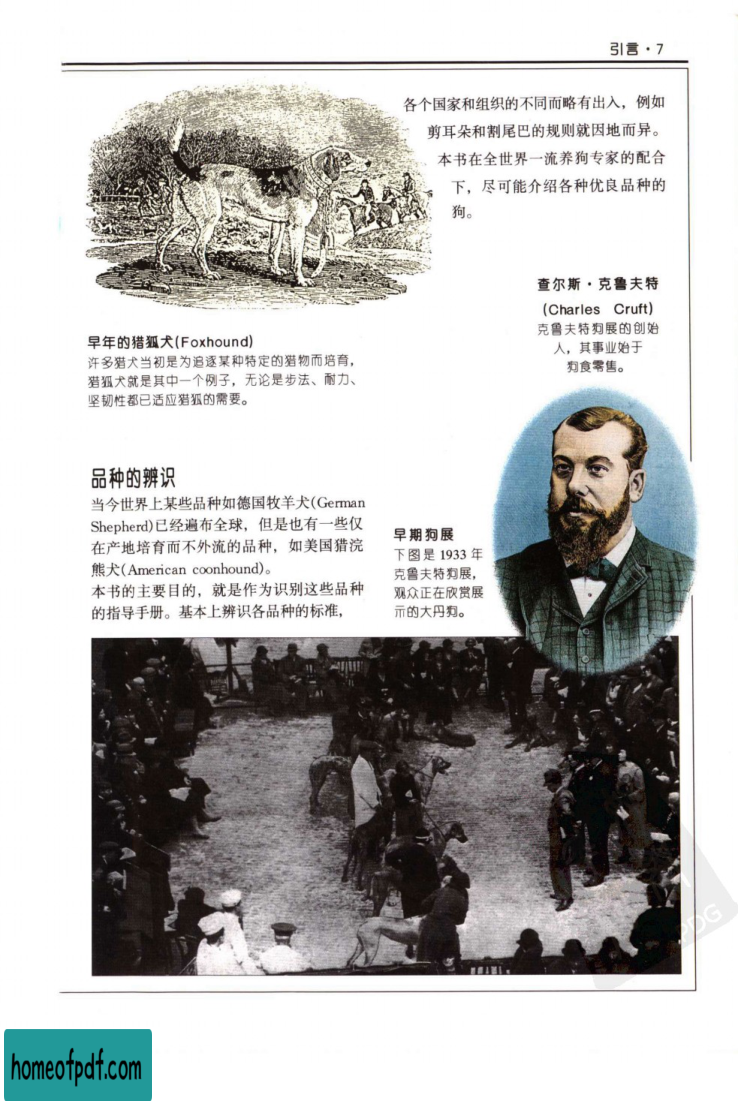 引言·7
各个国家和组织的不同而略有出入，例如
剪耳朵和割尾巴的规则就因地而异。
本书在全世界一流养狗专家的配合
下，尽可能介绍各种优良品种的
狗。
查尔斯·克鲁夫特
(Charles Cruft)
克鲁夫特狗展的创始
人，其事业始于
狗食零售。
早年的猎狐犬(Foxhound)
许多猎犬当初是为追逐某种特定的猎物而培育，
猎狐犬就是其中一个例子，无论是步法、耐力、
坚韧性都已适应猎狐的需要。
品种的辨识
当今世界上某些品种如德国牧羊犬(German
Shepherd)已经遍布全球，但是也有一些仅
在产地培育而不外流的品种，如美国猎浣
熊犬(American coonhound)。
本书的主要目的，就是作为识别这些品种
的指导手册。基本上辨识各品种的标准，
早期狗展
下图是 1933 年
克鲁夫特狗展，
观众正在欣赏展
示的大丹狗。
PDG
homeofpdf.com